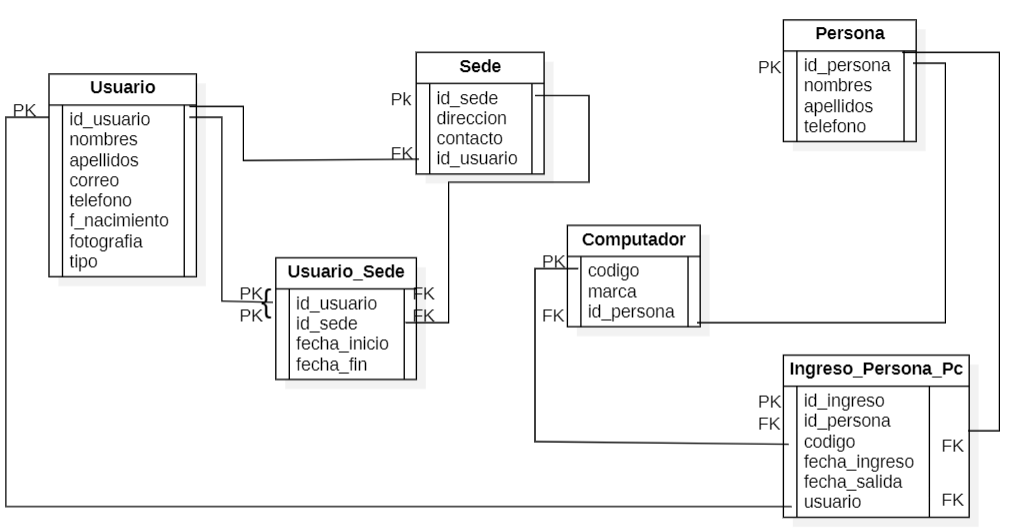 Usuario
PK
id_usuario
nombres
apellidos
correo
telefono
f_nacimiento
fotografia
tipo
Sede
Pk
id_sede
direccion
contacto
FK
id_usuario
Persona
PK
id_persona
nombres
apellidos
telefono
Usuario_Sede
PK{ id_usuario FK
PK id_sede FK
fecha_inicio
fecha_fin
Computador
PK
codigo
marca
FK id_persona
Ingreso_Persona_Pc
PK id_ingreso
FK id_persona
codigo FK
fecha_ingreso
fecha_salida
usuario FK